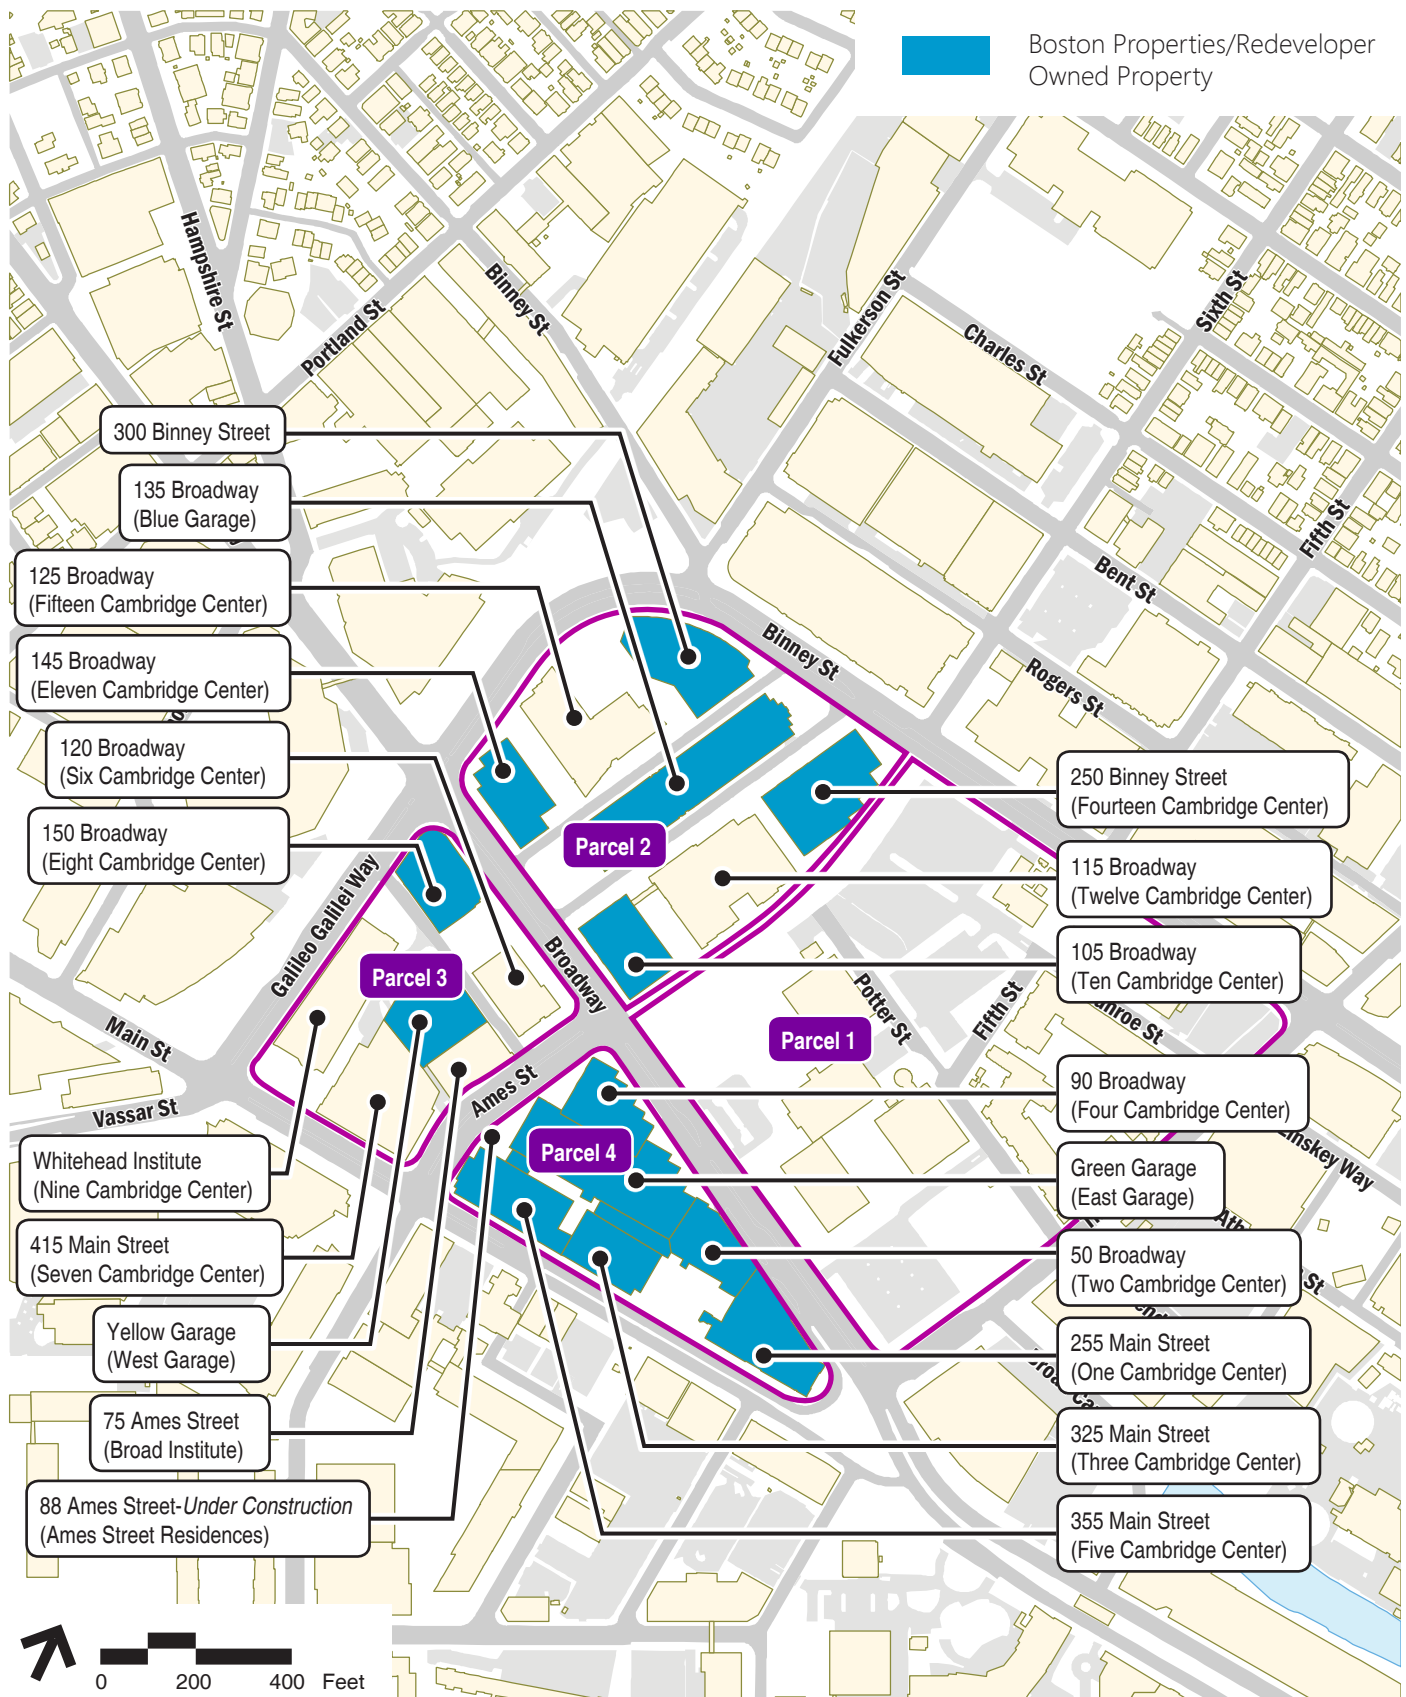 Boston Properties/Redeveloper
Owned Property
Hampshire St
Portland St
Binney St
Fulkerson St
Charles St
Sixth St
Fifth St
Bent St
Rogers St
Binney St
300 Binney Street
135 Broadway
(Blue Garage)
125 Broadway
(Fifteen Cambridge Center)
145 Broadway
(Eleven Cambridge Center)
120 Broadway
(Six Cambridge Center)
150 Broadway
(Eight Cambridge Center)
250 Binney Street
(Fourteen Cambridge Center)
115 Broadway
(Twelve Cambridge Center)
105 Broadway
(Ten Cambridge Center)
Parcel 2
Parcel 3
Parcel 1
Parcel 4
Galileo Galilei Way
Broadway
Potter St
Fifth St
Main St
Vassar St
Ames St
90 Broadway
(Four Cambridge Center)
Green Garage
(East Garage)
50 Broadway
(Two Cambridge Center)
255 Main Street
(One Cambridge Center)
325 Main Street
(Three Cambridge Center)
355 Main Street
(Five Cambridge Center)
Linskey Way
Whitehead Institute
(Nine Cambridge Center)
415 Main Street
(Seven Cambridge Center)
Yellow Garage
(West Garage)
75 Ames Street
(Broad Institute)
88 Ames Street-Under Construction
(Ames Street Residences)
0 200 400 Feet